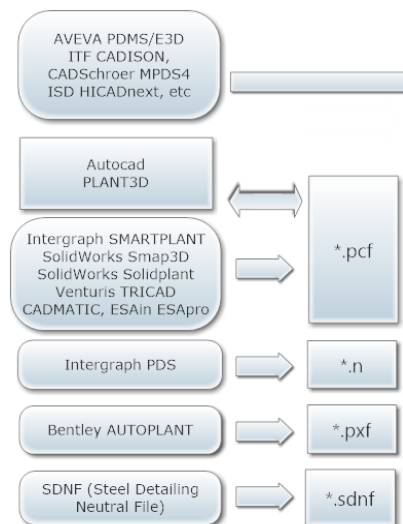 AVEVA PDMS/E3D
ITF CADISON,
CADSchroer MPDS4
ISD HICADnext, etc
Autocad
PLANT3D
Intergraph SMARTPLANT
SolidWorks Smap3D
SolidWorks Solidplant
Venturis TRICAD
CADMATIC, ESAin ESApro
*.pcf
Intergraph PDS
*.n
Bentley AUTOPLANT
*.pxf
SDNF (Steel Detailing
Neutral File)
*.sdnf